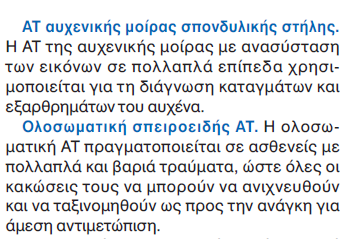 ΑΤ αυχενικής μοίρας σπονδυλικής στήλης.
Η ΑΤ της αυχενικής μοίρας με ανασύσταση
των εικόνων σε πολλαπλά επίπεδα χρησι-
μοποιείται για τη διάγνωση καταγμάτων και
εξαρθρημάτων του αυχένα.
Ολοσωματική σπειροειδής ΑΤ. Η ολοσω-
ματική ΑΤ πραγματοποιείται σε ασθενείς με
πολλαπλά και βαριά τραύματα, ώστε όλες οι
κακώσεις τους να μπορούν να ανιχνευθούν
και να ταξινομηθούν ως προς την ανάγκη για
άμεση αντιμετώπιση.